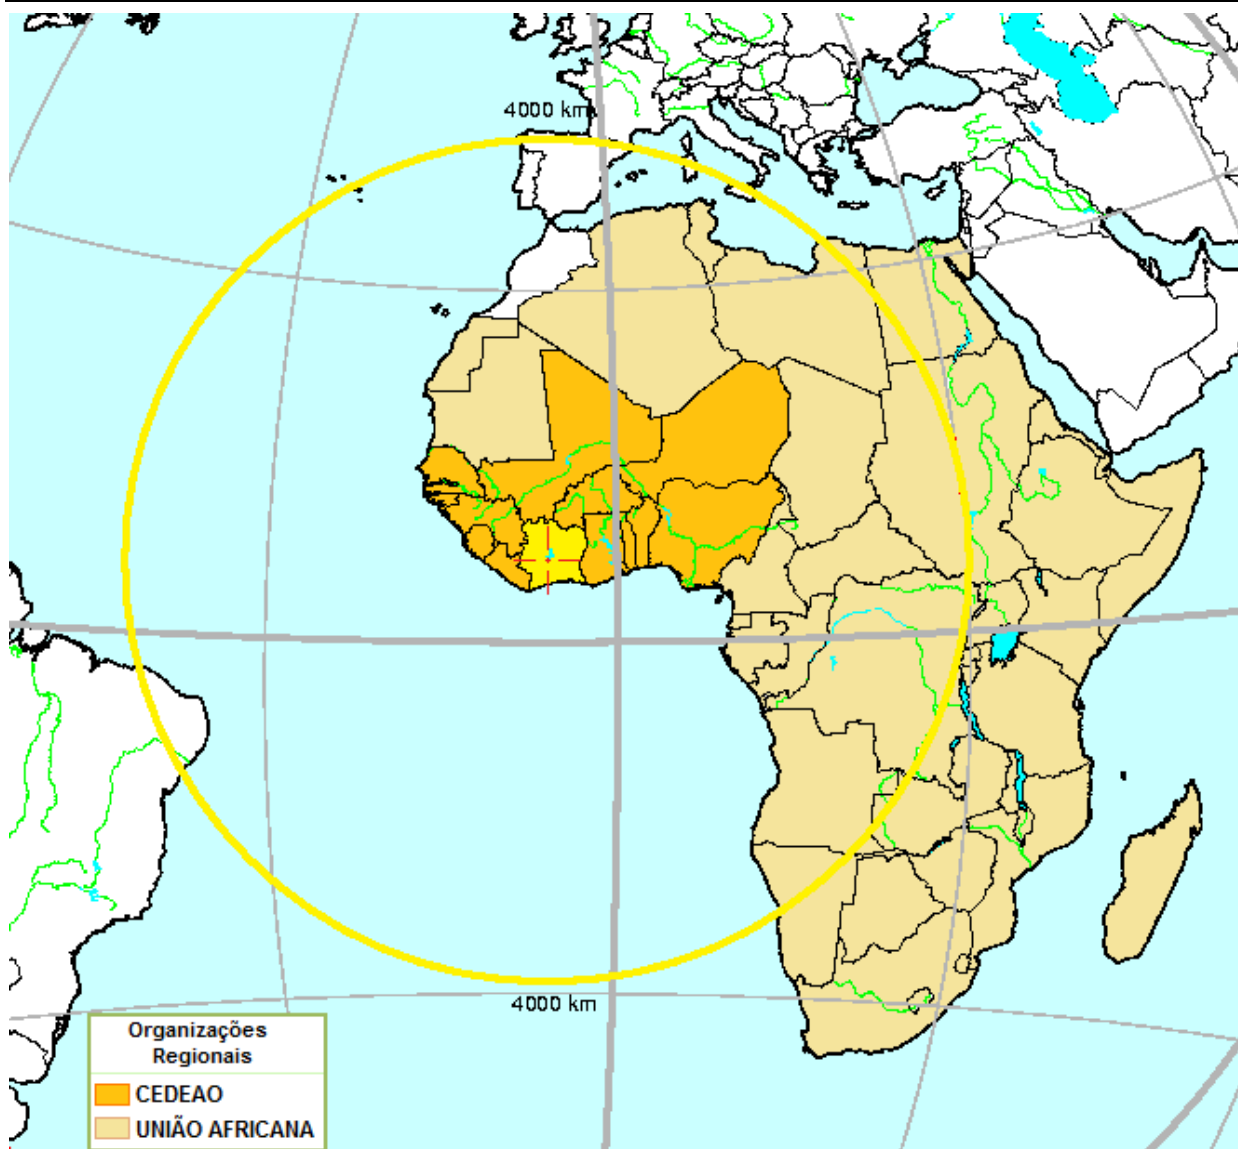 4000 km
4000 km
Organizações
Regionais
CEDEAO
UNIÃO AFRICANA